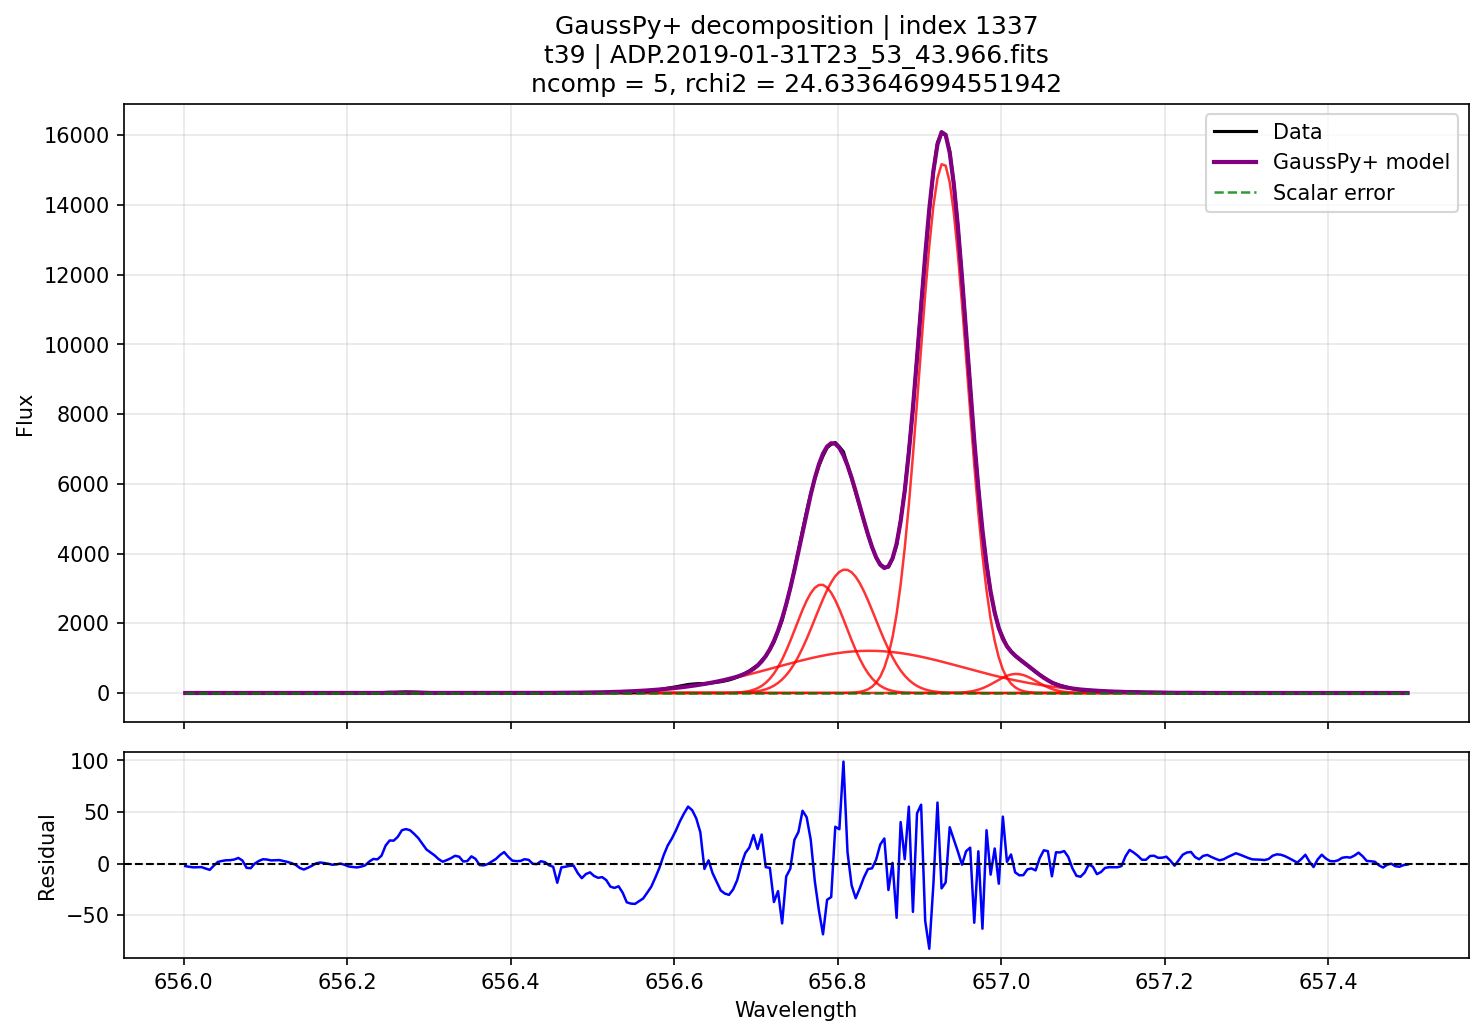 GaussPy+ decomposition | index 1337
t39 | ADP.2019-01-31T23_53_43.966.fits
ncomp = 5, rchi2 = 24.633646994551942
Data
GaussPy+ model
Scalar error
16000
14000
12000
10000
8000
6000
4000
2000
0
Flux
100
50
0
−50
Residual
656.0
656.2
656.4
656.6
656.8
657.0
657.2
657.4
Wavelength